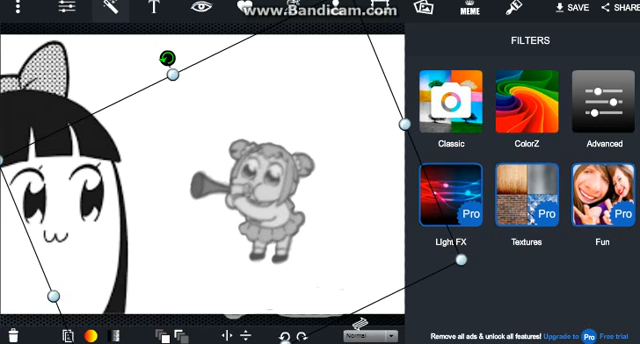 www.Bandicam.com
T
MEME
SAVE
SHARE
FILTERS
Classic
ColorZ
Advanced
Pro
Pro
Pro
Light FX
Textures
Fun
Normal
Remove all ads & unlock all features! Upgrade to Pro Free trial